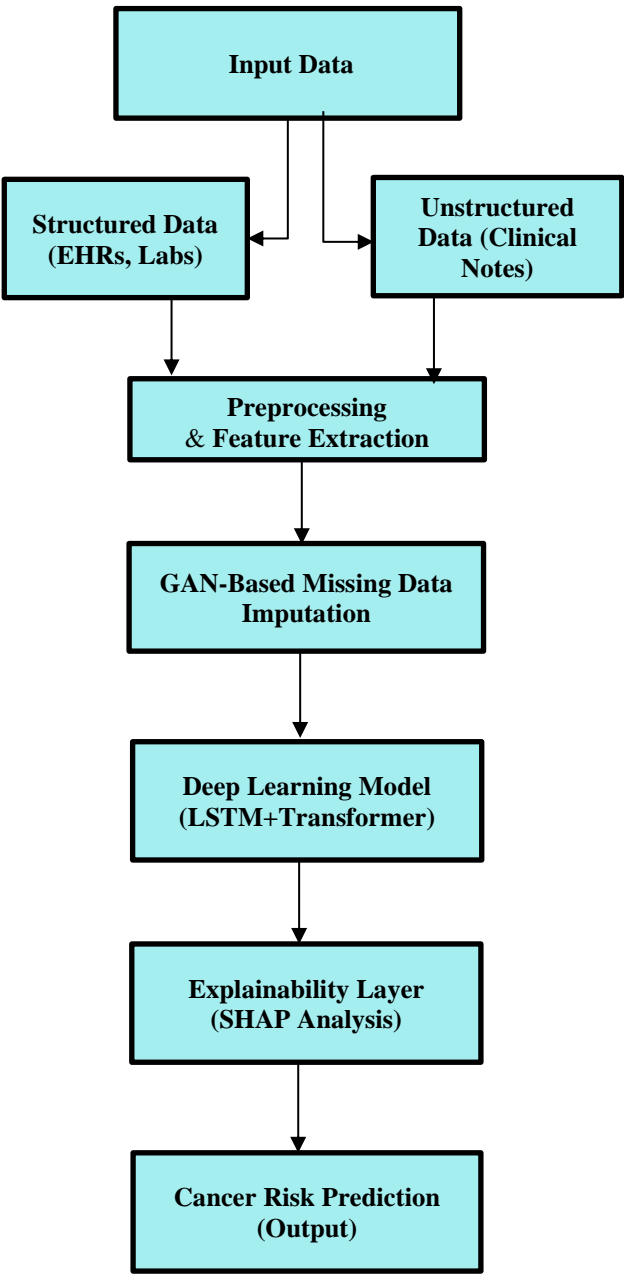 Input Data
Structured Data
(EHRs, Labs)
Unstructured
Data (Clinical
Notes)
Preprocessing
& Feature Extraction
GAN-Based Missing Data
Imputation
Deep Learning Model
(LSTM+Transformer)
Explainability Layer
(SHAP Analysis)
Cancer Risk Prediction
(Output)